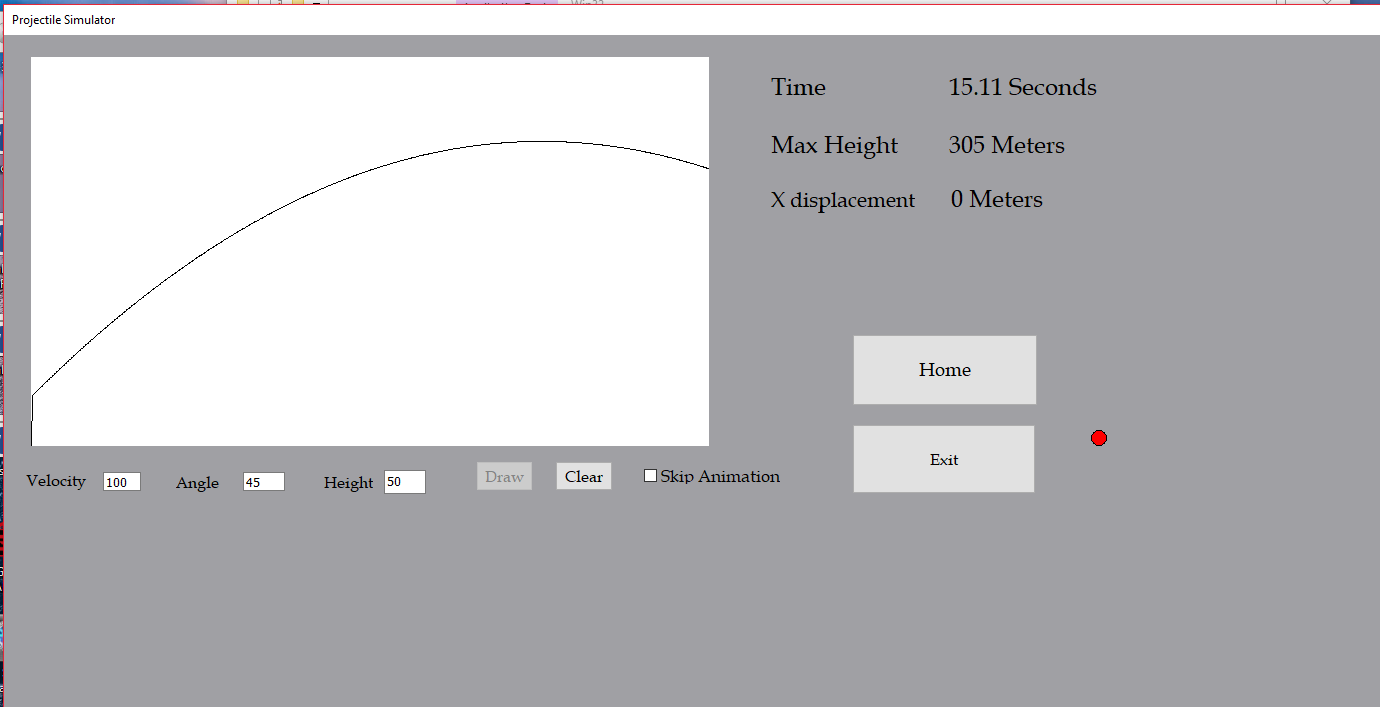 Projectile Simulator
Time 15.11 Seconds
Max Height 305 Meters
X displacement 0 Meters
Home
Exit
Velocity 100 Angle 45 Height 50 Draw Clear Skip Animation